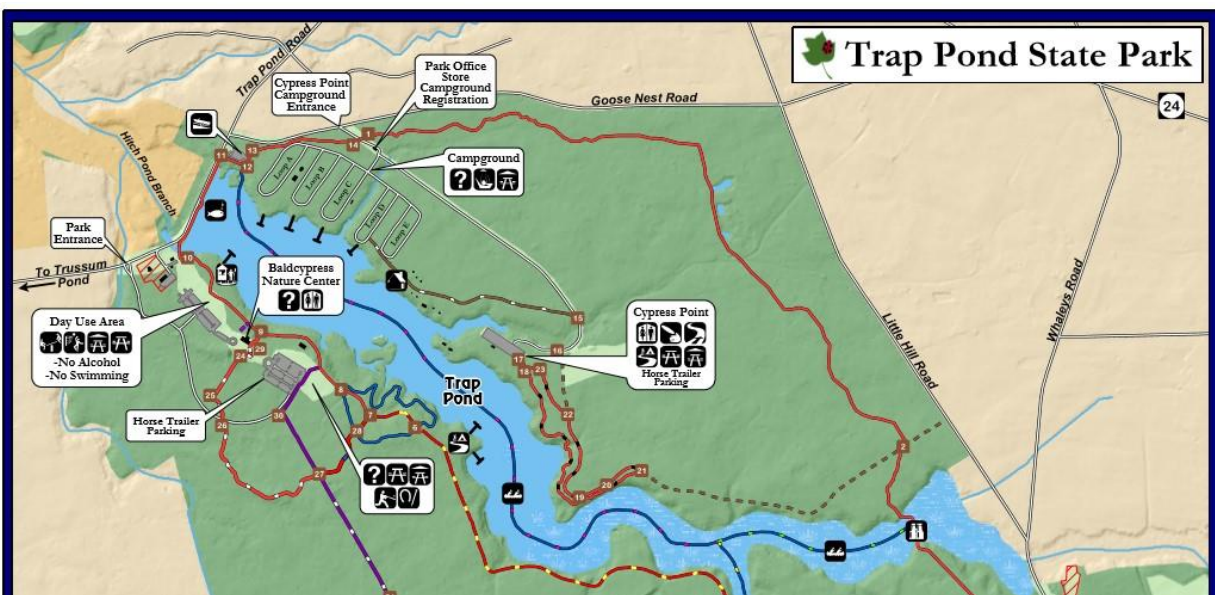 Trap Pond State Park
24
Goose Nest Road
Trap Pond Road
Hitch Pond Branch
Little Hill Road
Whaleys Road
Cypress Point
Campground
Entrance
Park Office
Store
Campground
Registration
1
14
13
11
12
Loop A
Loop B
Loop C
Loop D
Loop E
Campground
?
Park
Entrance
To Trussum
Pond
10
Baldcypress
Nature Center
?
Day Use Area
-No Alcohol
-No Swimming
9
29
24
25
26
Horse Trailer
Parking
30
27
28
8
7
6
?
Trap
Pond
15
16
17
18
23
22
21
20
19
2
Cypress Point
Horse Trailer
Parking